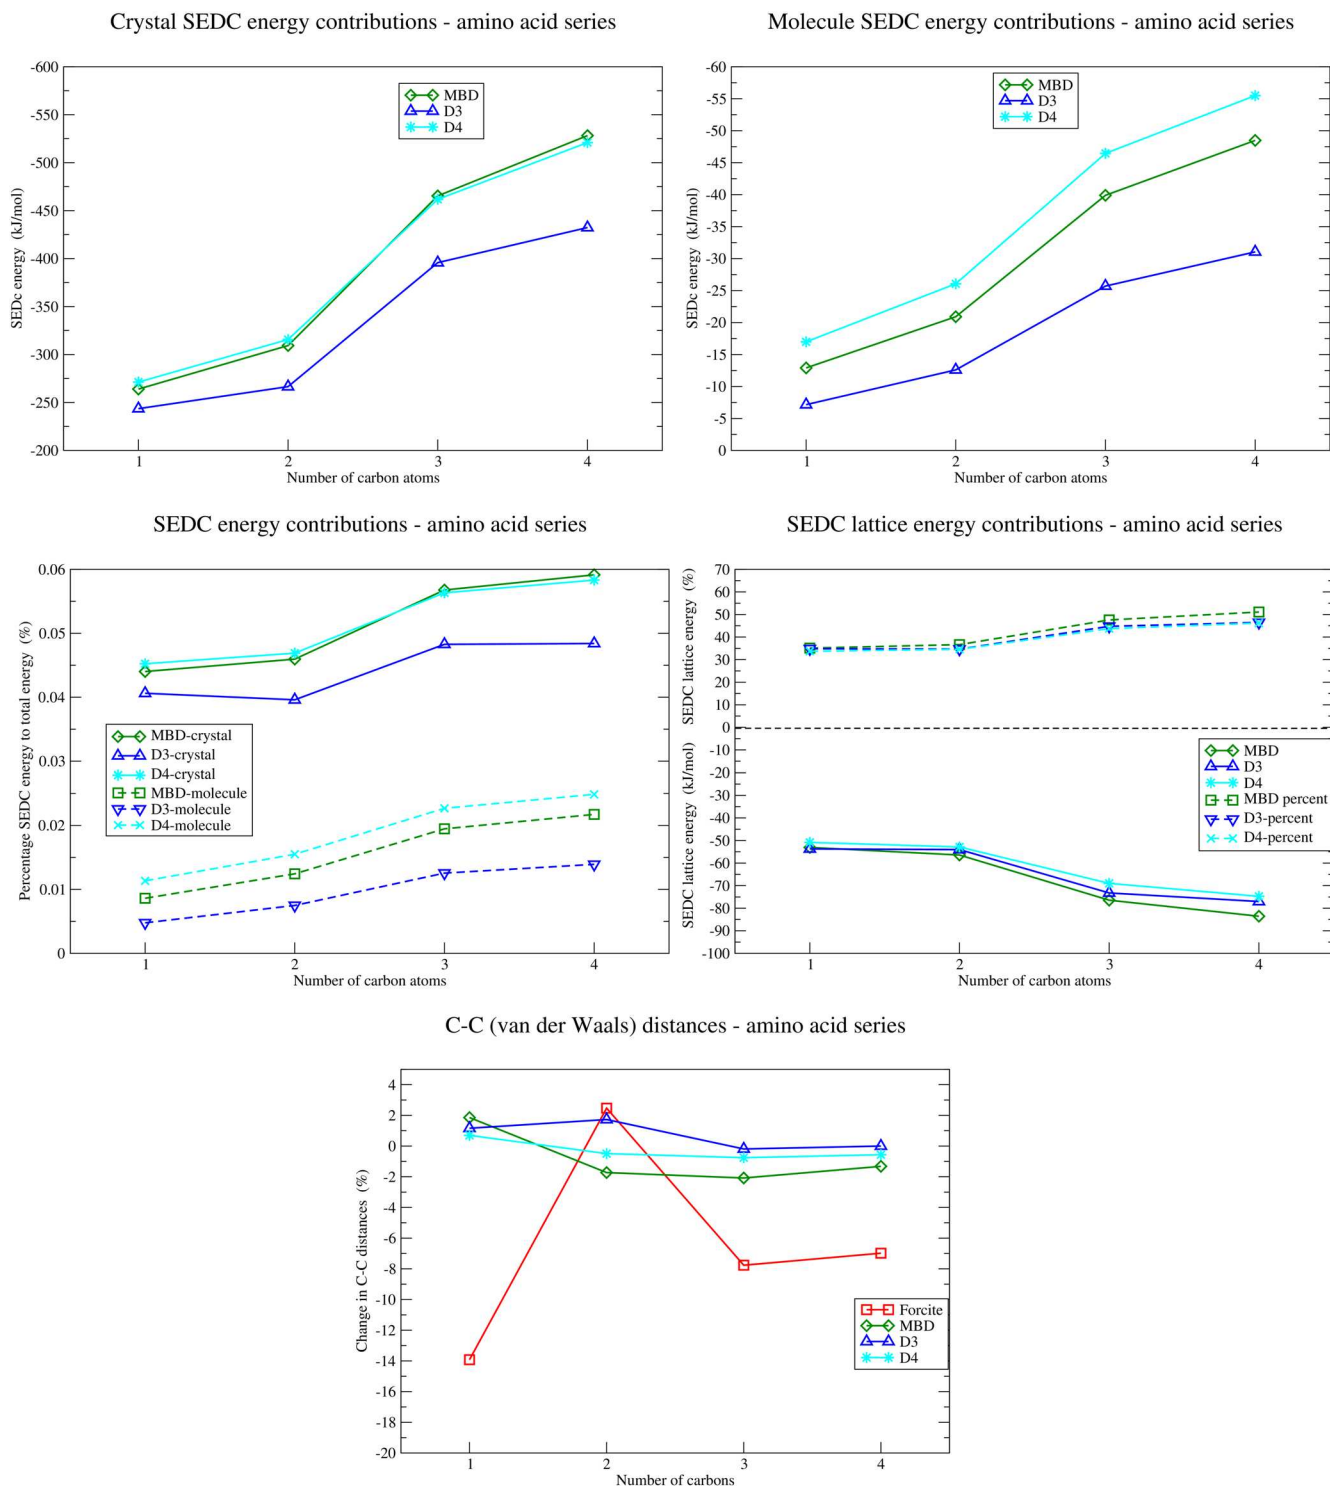 Crystal SEDC energy contributions - amino acid series
-600
-550
-500
-450
-400
-350
-300
-250
-200
SEDc energy (kJ/mol)
MBD
D3
D4
1 2 3 4
Number of carbon atoms
Molecule SEDC energy contributions - amino acid series
-60
-55
-50
-45
-40
-35
-30
-25
-20
-15
-10
-5
0
SEDc energy (kJ/mol)
MBD
D3
D4
1 2 3 4
Number of carbon atoms
SEDC energy contributions - amino acid series
0.06
0.05
0.04
0.03
0.02
0.01
0
Percentage SEDC energy to total energy (%)
MBD-crystal
D3-crystal
D4-crystal
MBD-molecule
D3-molecule
D4-molecule
1 2 3 4
Number of carbon atoms
SEDC lattice energy contributions - amino acid series
70
60
50
40
30
20
10
0
-10
-20
-30
-40
-50
-60
-70
-80
-90
-100
SEDC lattice energy (%)
SEDC lattice energy (kJ/mol)
MBD
D3
D4
MBD percent
D3-percent
D4-percent
1 2 3 4
Number of carbon atoms
C-C (van der Waals) distances - amino acid series
4
2
0
-2
-4
-6
-8
-10
-12
-14
-16
-18
-20
Change in C-C distances (%)
Forcite
MBD
D3
D4
1 2 3 4
Number of carbons